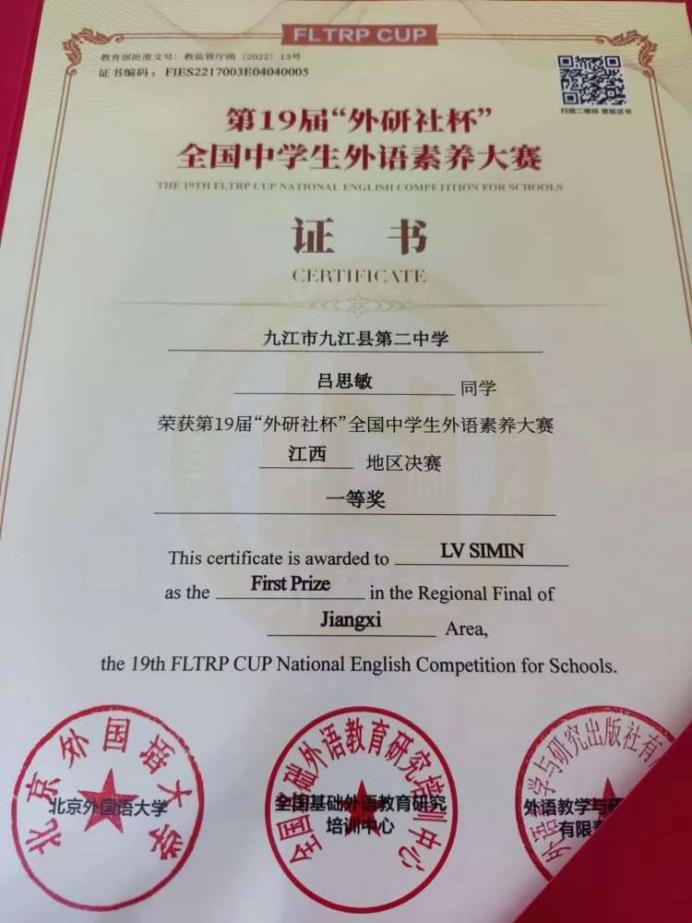 FLTRP CUP
教育部批准文号：教监管厅函（2022）13号
证书编码：FIES2217003E04040005
扫描二维码 查验证书
第19届“外研社杯”
全国中学生外语素养大赛
THE 19TH FLTRP CUP NATIONAL ENGLISH COMPETITION FOR SCHOOLS
证 书
CERTIFICATE
九江市九江县第二中学
吕思敏 同学
荣获第19届“外研社杯”全国中学生外语素养大赛
江西 地区决赛
一等奖
This certificate is awarded to LV SIMIN
as the First Prize in the Regional Final of
Jiangxi Area,
the 19th FLTRP CUP National English Competition for Schools.
北京外国语大学
北京外国语大学
全国基础外语教育研究培训中心
全国基础外语教育研究
培训中心
外语教学与研究出版社有
外语教学与研
有限